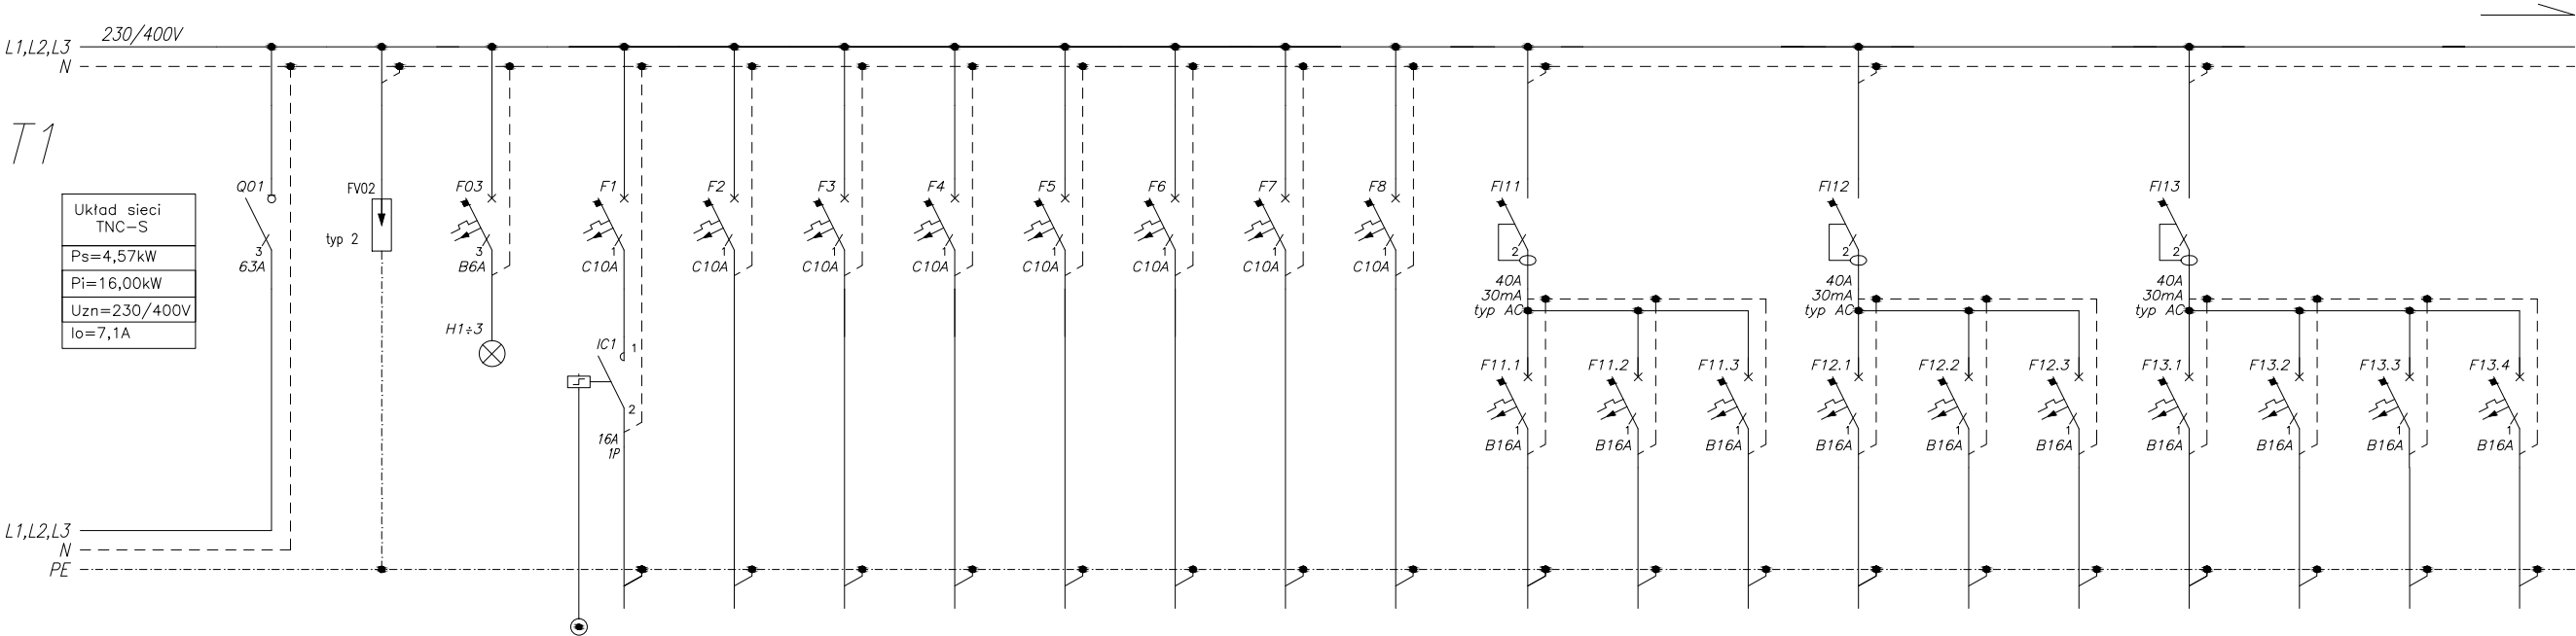 230/400V
L1,L2,L3
N
T1
Układ sieci
TNC-S
Ps=4,57kW
Pi=16,00kW
Uzn=230/400V
Io=7,1A
Q01
3
63A
FV02
typ 2
F03
3
B6A
H1÷3
F1
1
C10A
IC1
1
2
16A
1P
F2
1
C10A
F3
1
C10A
F4
1
C10A
F5
1
C10A
F6
1
C10A
F7
1
C10A
F8
1
C10A
FI11
2
40A
30mA
typ AC
F11.1
1
B16A
F11.2
1
B16A
F11.3
1
B16A
FI12
2
40A
30mA
typ AC
F12.1
1
B16A
F12.2
1
B16A
F12.3
1
B16A
FI13
2
40A
30mA
typ AC
F13.1
1
B16A
F13.2
1
B16A
F13.3
1
B16A
F13.4
1
B16A
L1,L2,L3
N
PE